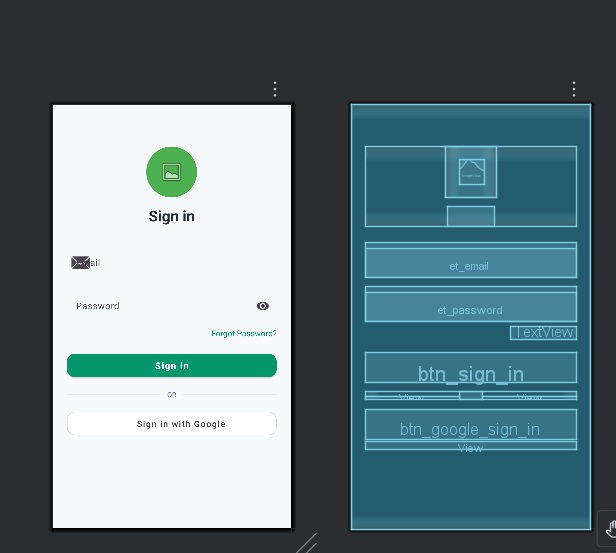 Sign in
ail
Password
Forgot Password?
Sign In
OR
Sign in with Google
et_email
et_password
TextView
btn_sign_in
View
View
btn_google_sign_in
View